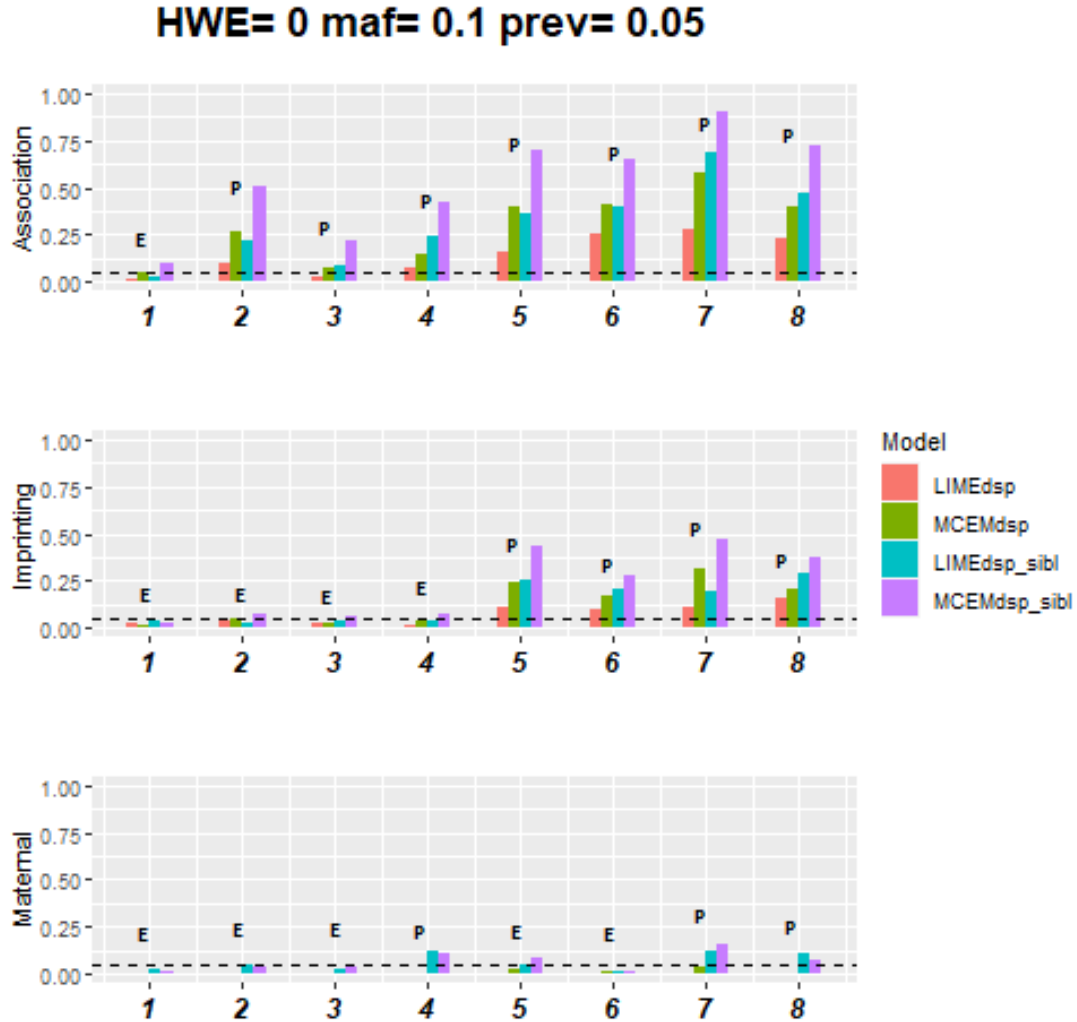 HWE= 0 maf= 0.1 prev= 0.05
Association
1.00
0.75
0.50
0.25
0.00
E P P P P P P P
1 2 3 4 5 6 7 8
Imprinting
1.00
0.75
0.50
0.25
0.00
E E E E P P P P
1 2 3 4 5 6 7 8
Model
LIMEdsp
MCEMdsp
LIMEdsp_sibl
MCEMdsp_sibl
Maternal
1.00
0.75
0.50
0.25
0.00
E E E P E E P P
1 2 3 4 5 6 7 8